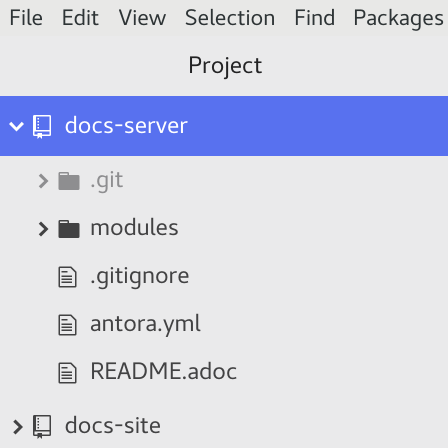 File Edit View Selection Find Packages
Project
docs-server
.git
modules
.gitignore
antora.yml
README.adoc
docs-site